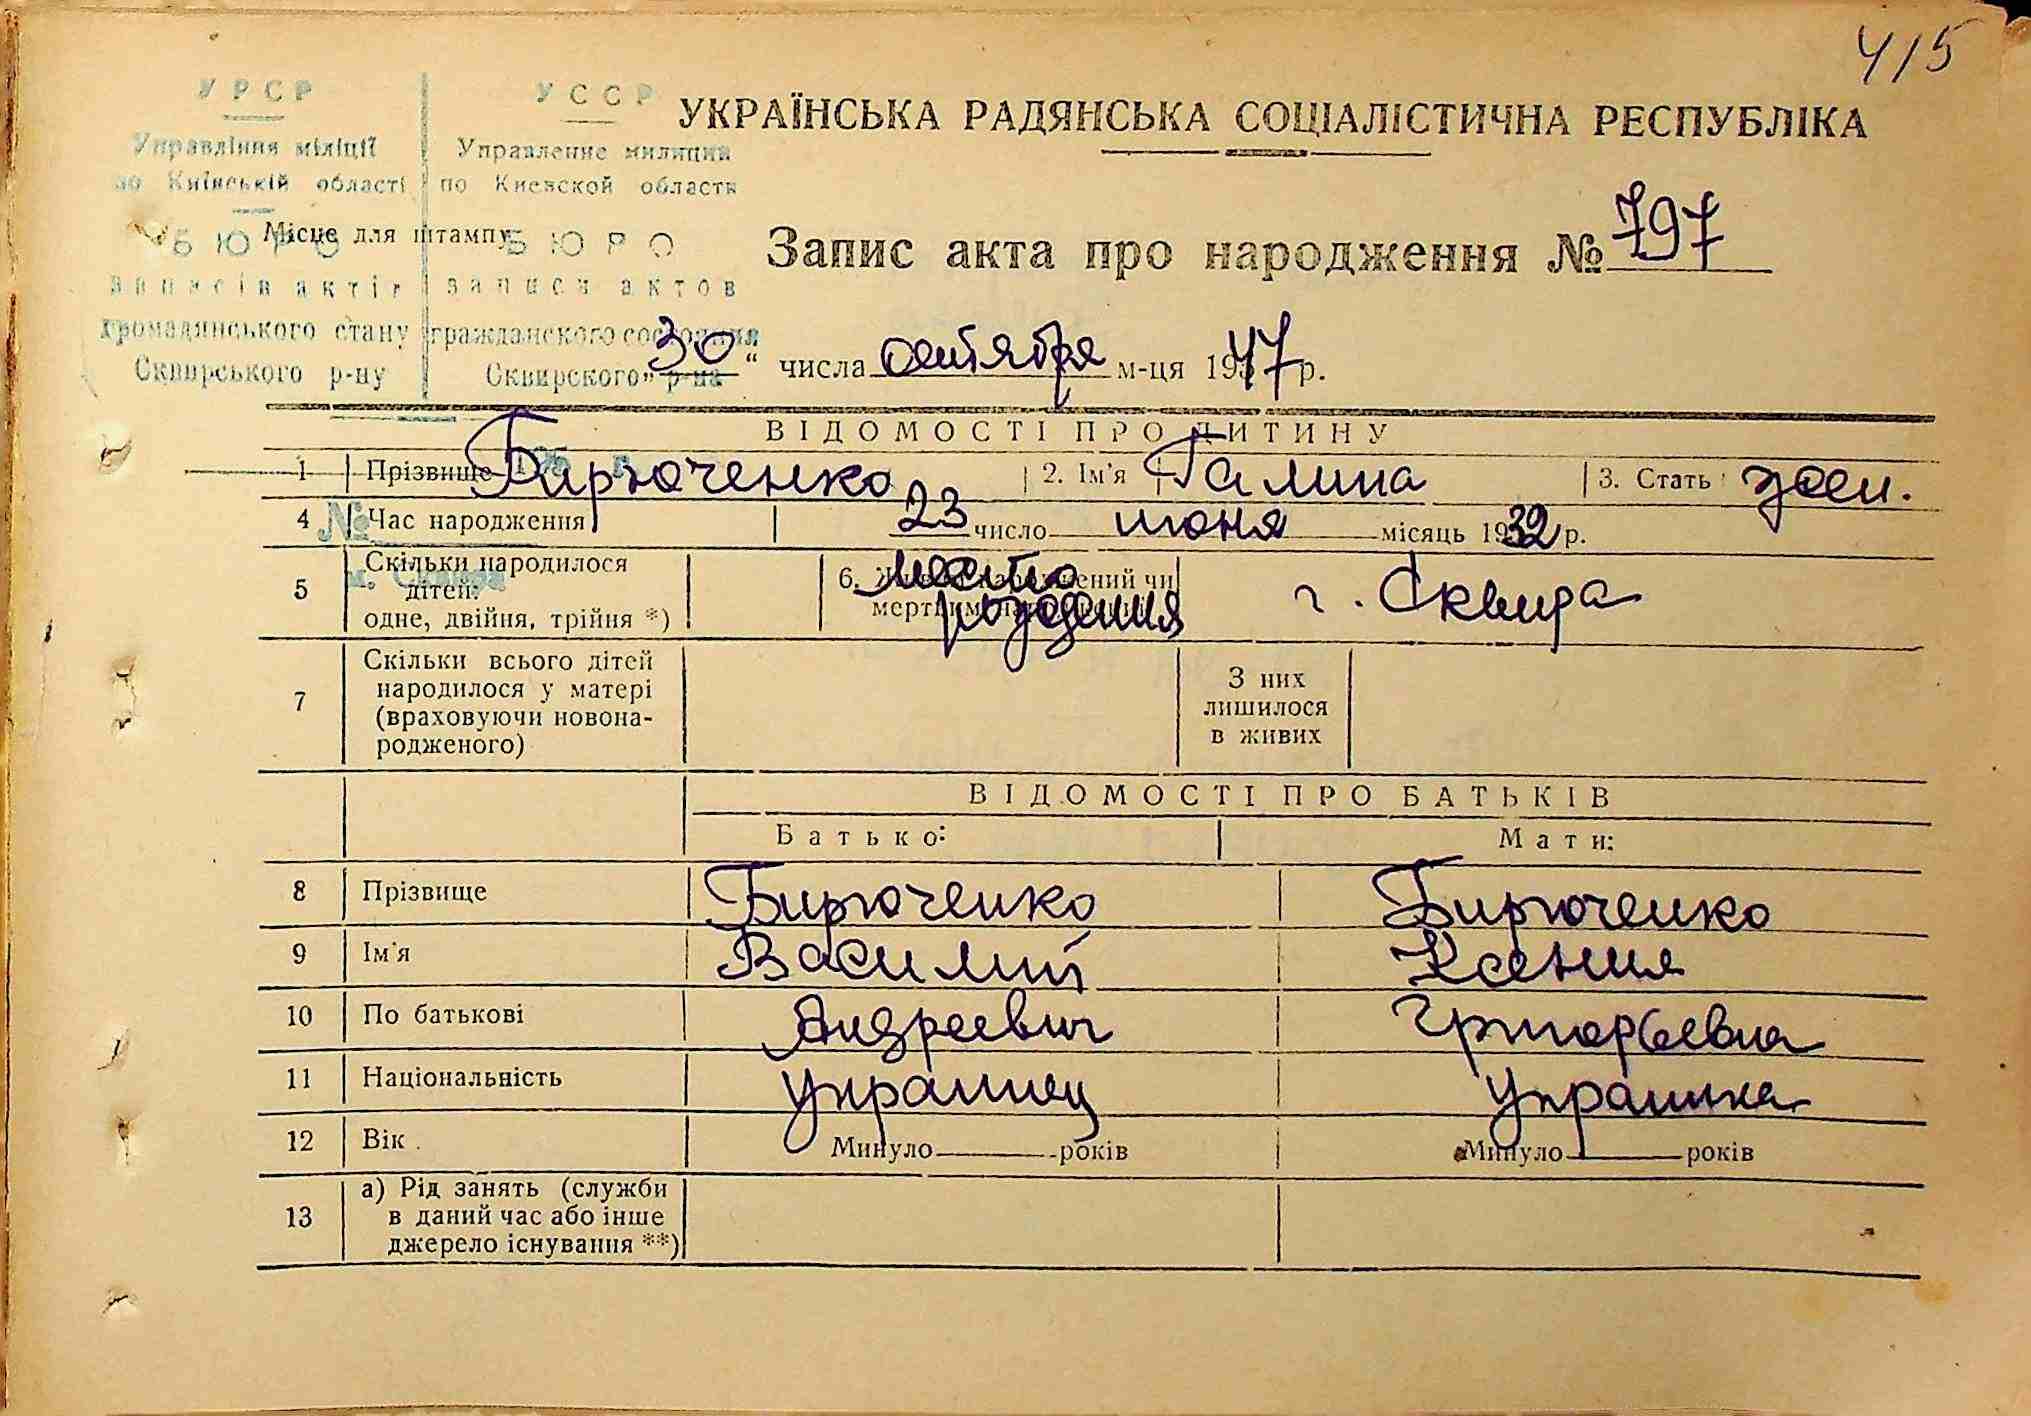 415
УРСР
Управління міліції
по Київській області
БЮРО
записів актів
громадянського стану
Сквирського р-ну
УССР
Управление милиции
по Киевской области
БЮРО
записи актов
гражданского состояния
Сквирского р-на
№
Місце для штампу
УКРАЇНСЬКА РАДЯНСЬКА СОЦІАЛІСТИЧНА РЕСПУБЛІКА
Запис акта про народження № 797
„30“ числа сентября м-ця 1947 р.
ВІДОМОСТІ ПРО ДИТИНУ
1 Прізвище Бирюченко 2. Ім'я Галина 3. Стать жен.
4 Час народження 23 число июня місяць 1932 р.
5 Скільки народилося дітей: одне, двійня, трійня *) 6. Живим народжений чи мертвим народжений место рождения г. Сквира
7 Скільки всього дітей народилося у матері (враховуючи новонародженого) З них лишилося в живих
ВІДОМОСТІ ПРО БАТЬКІВ
Батько: Мати:
8 Прізвище Бирюченко Бирюченко
9 Ім'я Василий Ксения
10 По батькові Андреевич Григорьевна
11 Національність украинец украинка
12 Вік. Минуло ______ років Минуло ______ років
13 а) Рід занять (служби в даний час або інше джерело існування **)